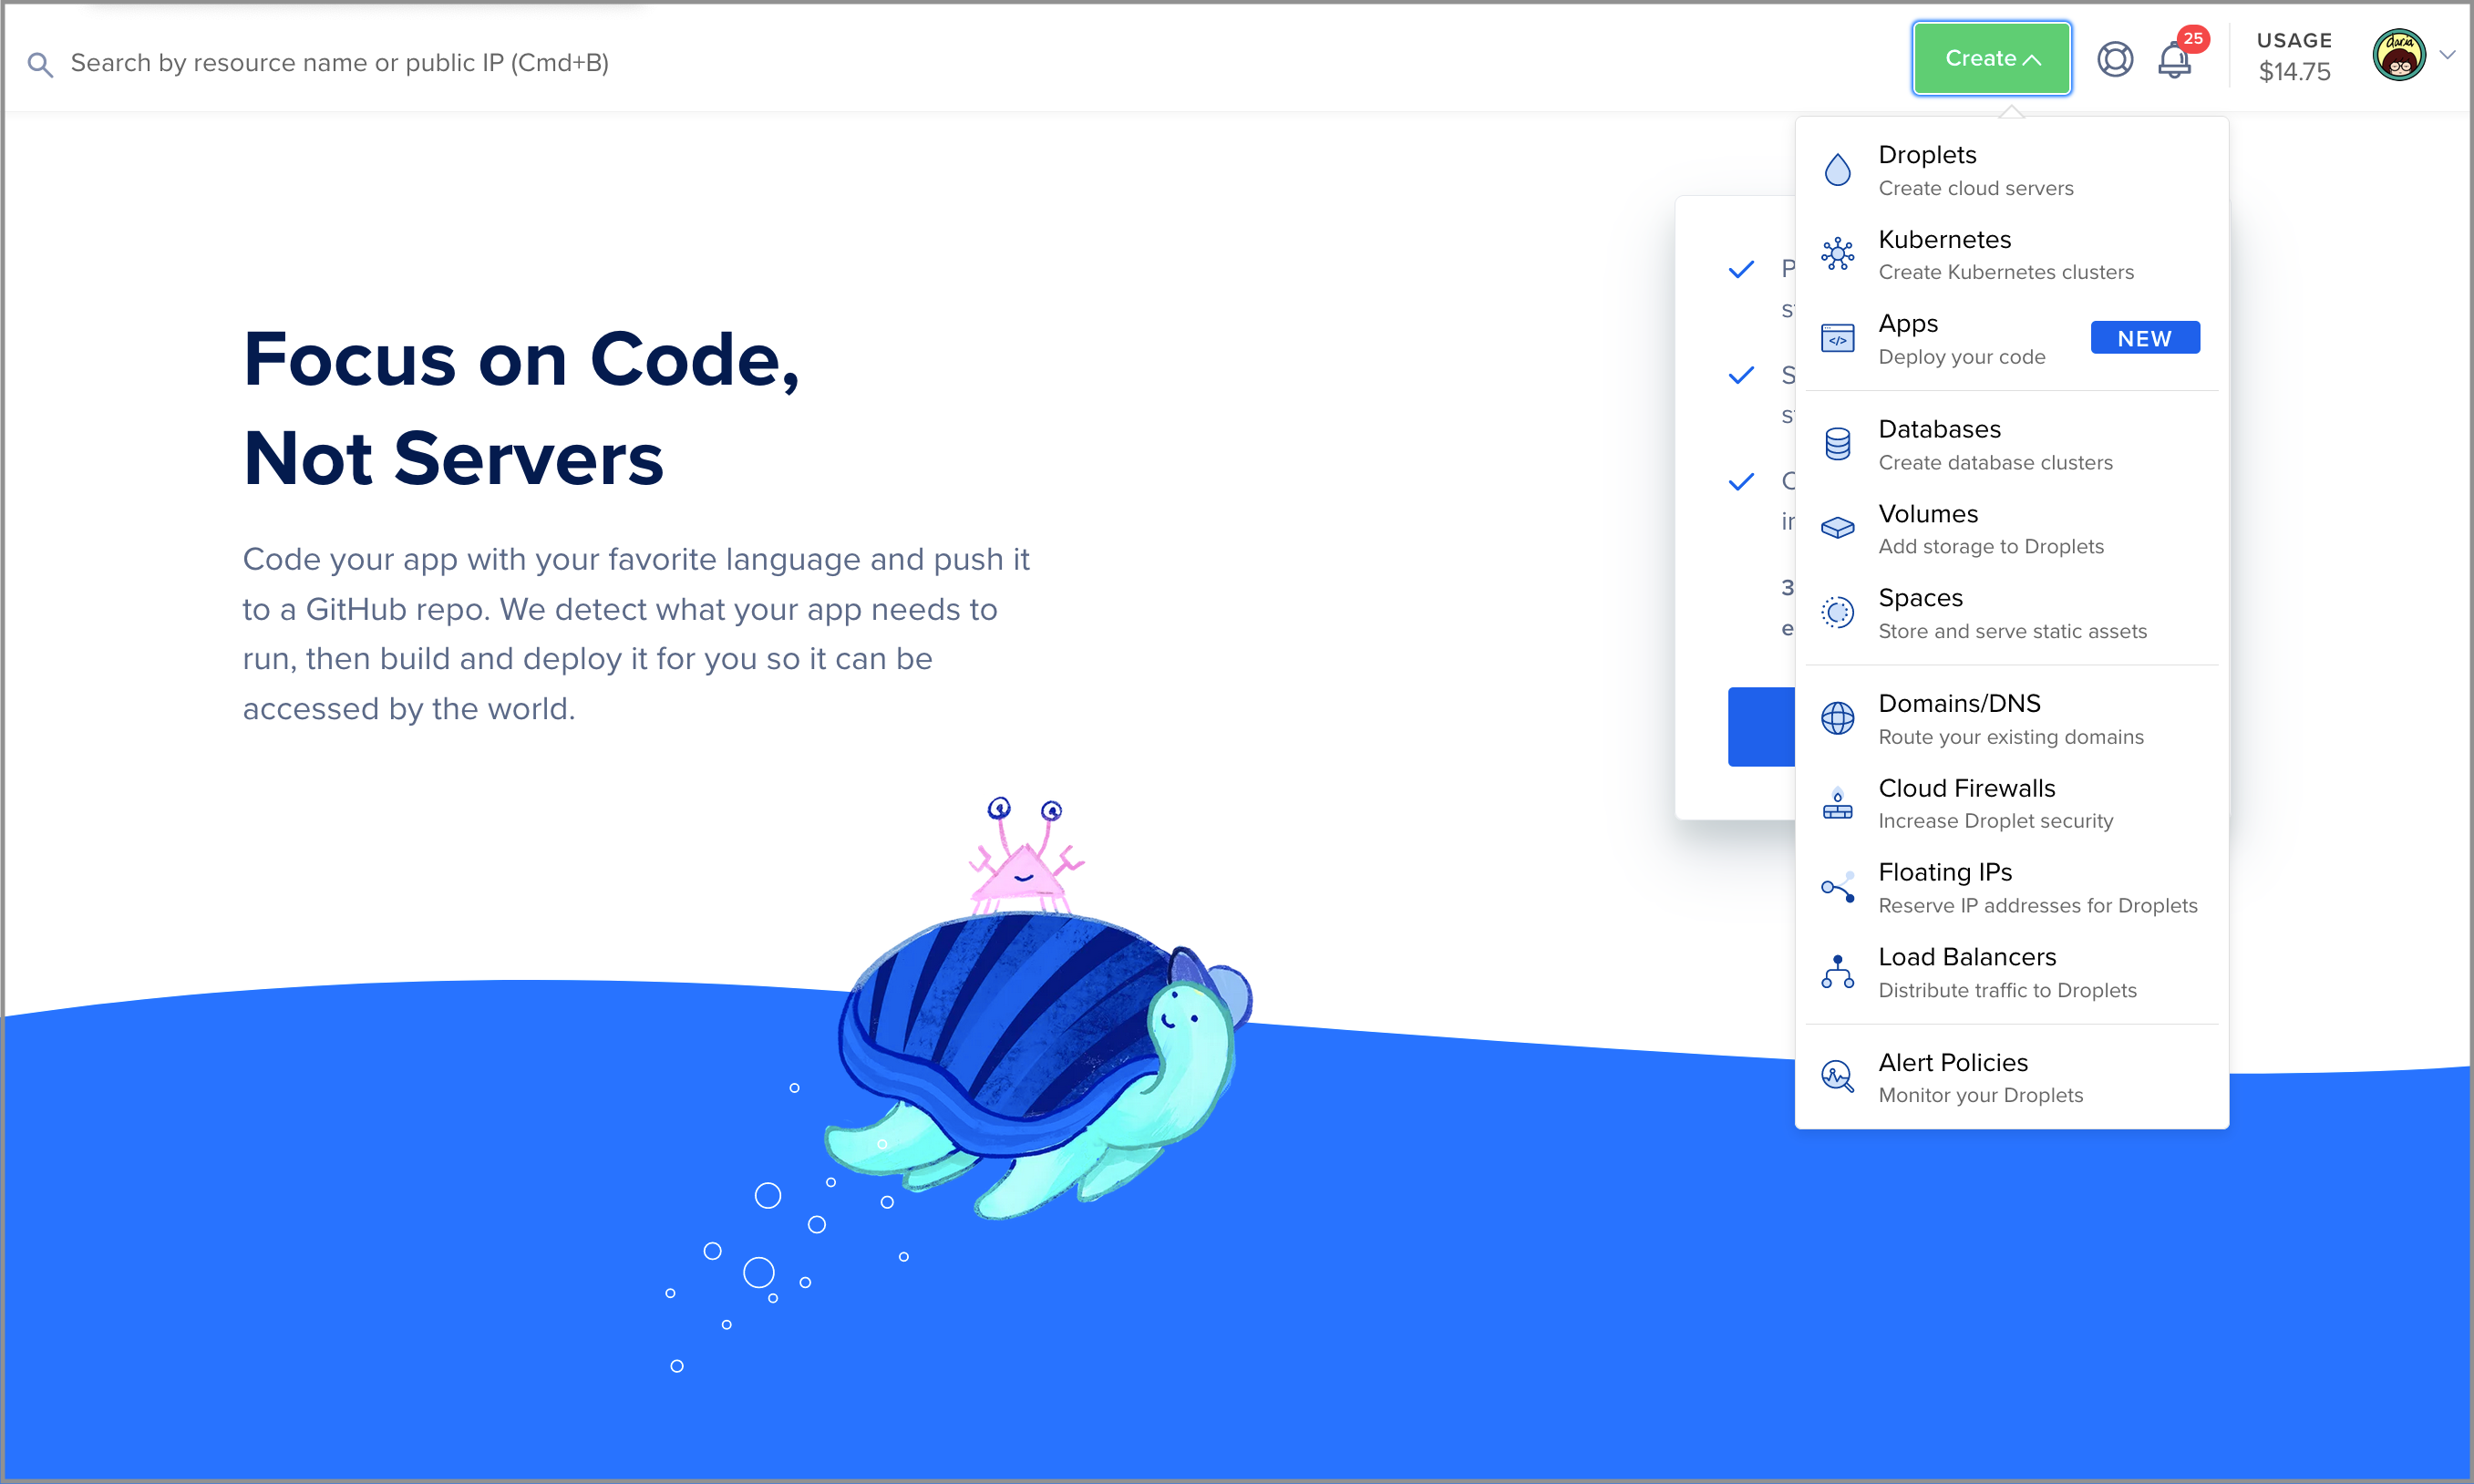 Search by resource name or public IP (Cmd+B)
Create
25
USAGE
$14.75
daria
Droplets
Create cloud servers
Kubernetes
Create Kubernetes clusters
Apps
Deploy your code
NEW
Databases
Create database clusters
Volumes
Add storage to Droplets
Spaces
Store and serve static assets
Domains/DNS
Route your existing domains
Cloud Firewalls
Increase Droplet security
Floating IPs
Reserve IP addresses for Droplets
Load Balancers
Distribute traffic to Droplets
Alert Policies
Monitor your Droplets
Focus on Code,
Not Servers
Code your app with your favorite language and push it
to a GitHub repo. We detect what your app needs to
run, then build and deploy it for you so it can be
accessed by the world.